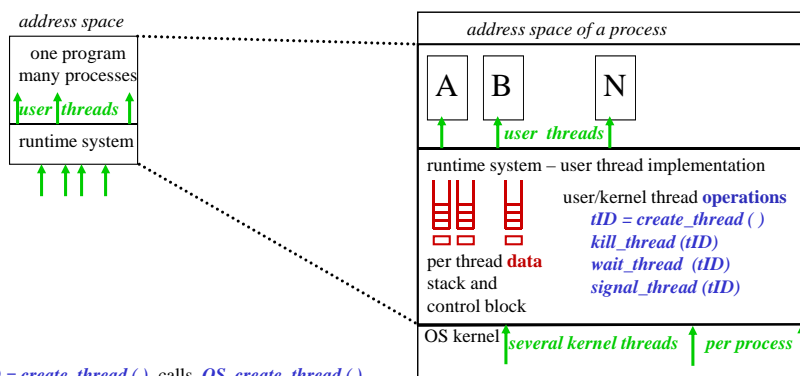 address space
one program
many processes
user threads
runtime system
address space of a process
A B N
user threads
runtime system – user thread implementation
user/kernel thread operations
tID = create_thread ( )
kill_thread (tID)
wait_thread (tID)
signal_thread (tID)
per thread data
stack and
control block
OS kernel several kernel threads per process
= create_thread ( ) calls OS_create_thread ( )